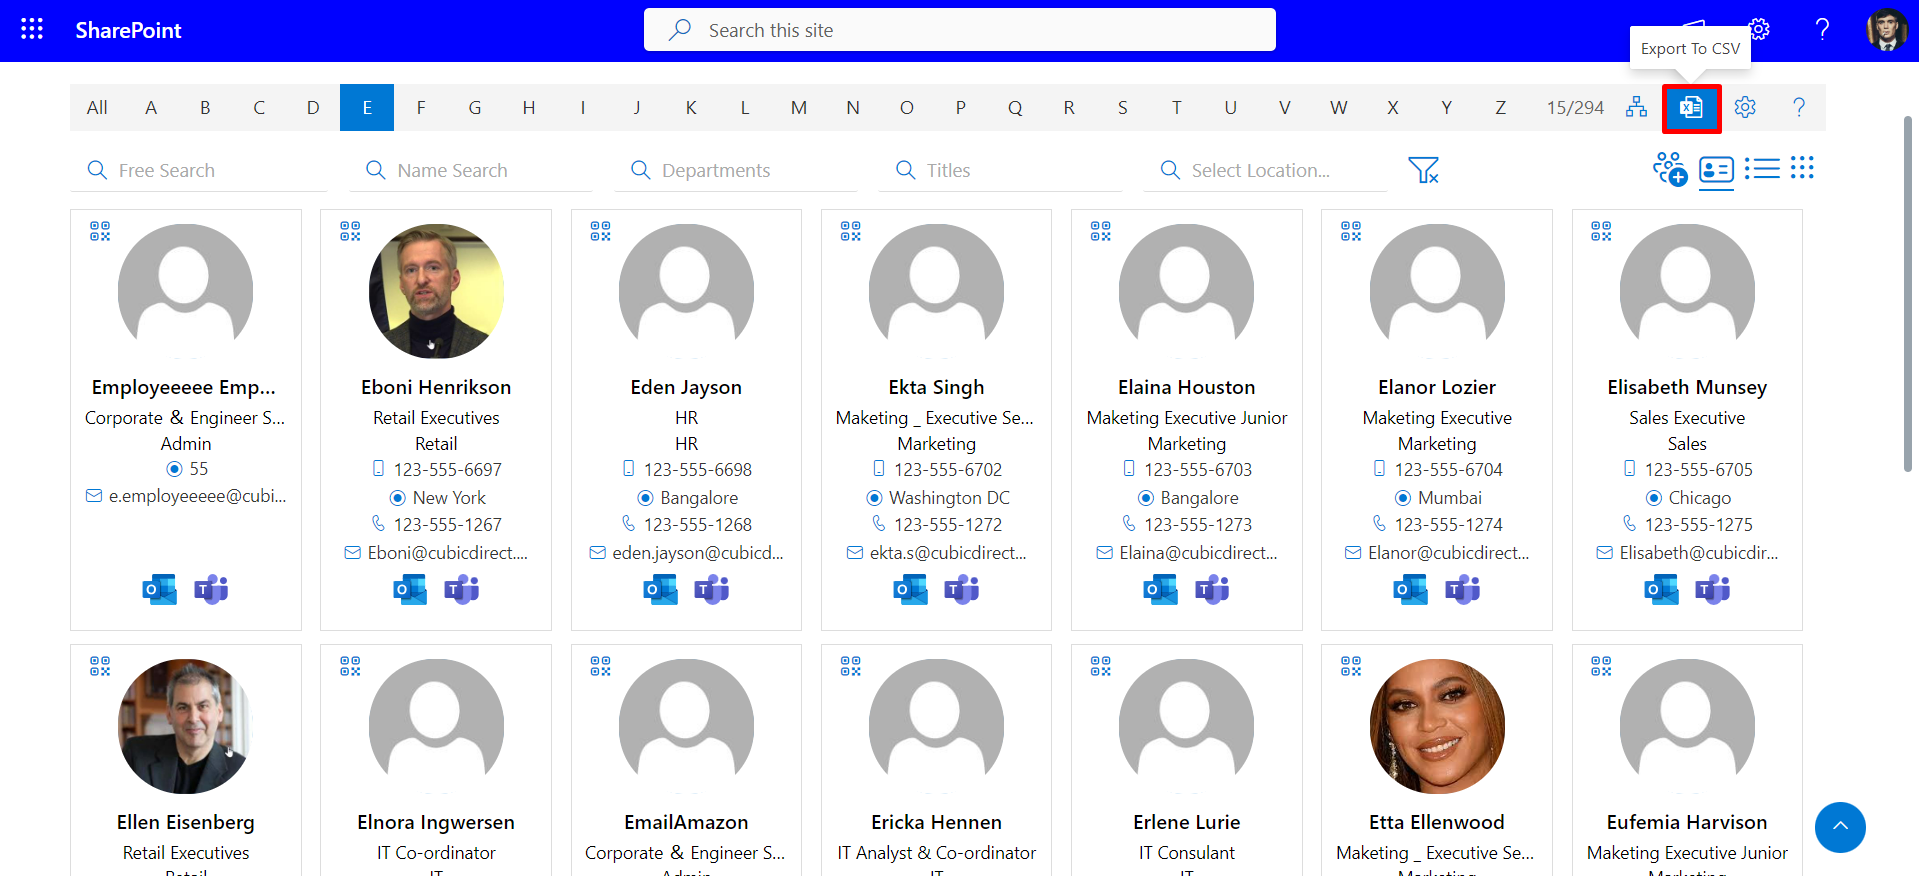 SharePoint
Search this site
Export To CSV
All A B C D E F G H I J K L M N O P Q R S T U V W X Y Z 15/294
Free Search
Name Search
Departments
Titles
Select Location...
Employeeeee Emp...
Corporate & Engineer S...
Admin
55
e.employeeeee@cubi...
Eboni Henrikson
Retail Executives
Retail
123-555-6697
New York
123-555-1267
Eboni@cubicdirect....
Eden Jayson
HR
HR
123-555-6698
Bangalore
123-555-1268
eden.jayson@cubicd...
Ekta Singh
Maketing _ Executive Se...
Marketing
123-555-6702
Washington DC
123-555-1272
ekta.s@cubicdirect...
Elaina Houston
Maketing Executive Junior
Marketing
123-555-6703
Bangalore
123-555-1273
Elaina@cubicdirect...
Elanor Lozier
Maketing Executive
Marketing
123-555-6704
Mumbai
123-555-1274
Elanor@cubicdirect...
Elisabeth Munsey
Sales Executive
Sales
123-555-6705
Chicago
123-555-1275
Elisabeth@cubicdir...
Ellen Eisenberg
Retail Executives
Retail
Elnora Ingwersen
IT Co-ordinator
IT
EmailAmazon
Corporate & Engineer S...
Admin
Ericka Hennen
IT Analyst & Co-ordinator
IT
Erlene Lurie
IT Consulant
IT
Etta Ellenwood
Maketing _ Executive Se...
Marketing
Eufemia Harvison
Maketing Executive Junior
Marketing